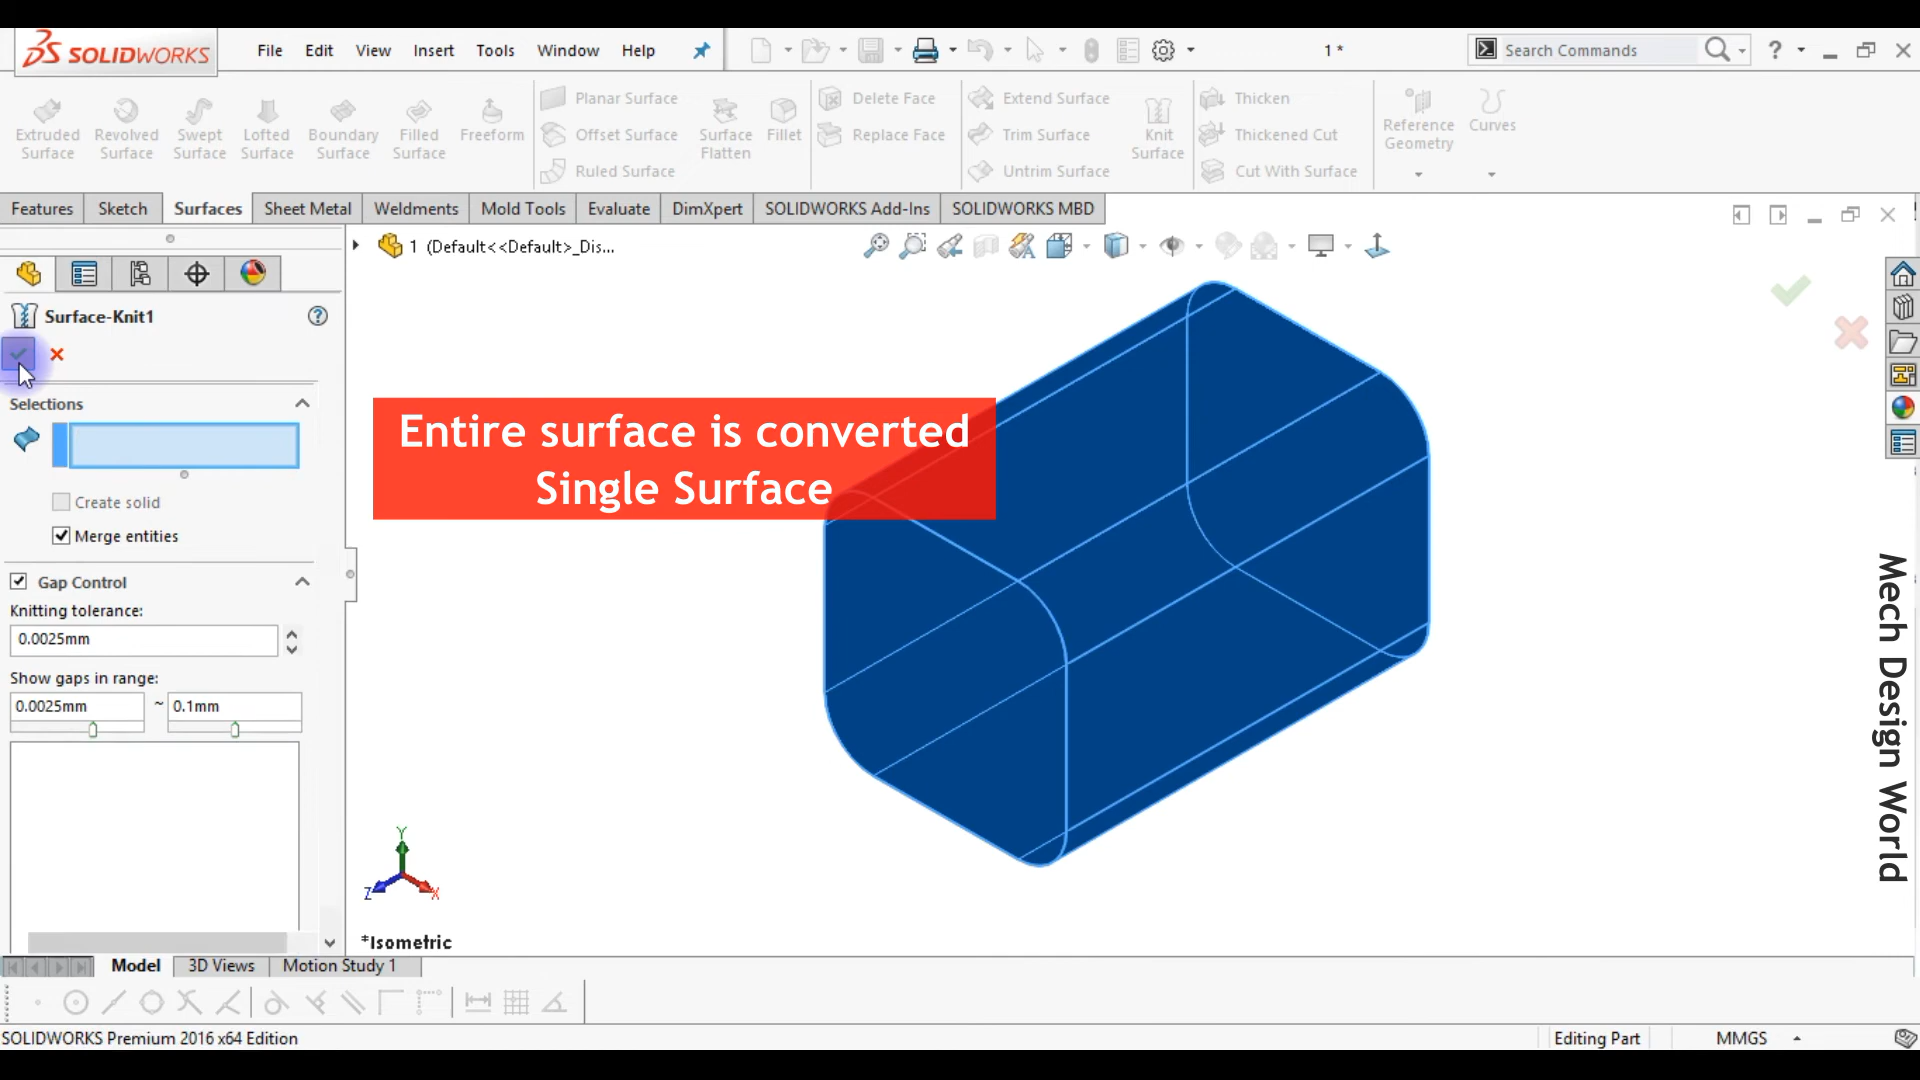 SOLIDWORKS
File Edit View Insert Tools Window Help
1 *
Search Commands
?
Extruded Surface
Revolved Surface
Swept Surface
Lofted Surface
Boundary Surface
Filled Surface
Freeform
Planar Surface
Offset Surface
Ruled Surface
Surface Flatten
Fillet
Delete Face
Replace Face
Extend Surface
Trim Surface
Untrim Surface
Knit Surface
Thicken
Thickened Cut
Cut With Surface
Reference Geometry
Curves
Features Sketch Surfaces Sheet Metal Weldments Mold Tools Evaluate DimXpert SOLIDWORKS Add-Ins SOLIDWORKS MBD
1 (Default<<Default>_Dis...
Surface-Knit1
?
Selections
Create solid
Merge entities
Gap Control
Knitting tolerance:
0.0025mm
Show gaps in range:
0.0025mm ~ 0.1mm
Entire surface is converted
Single Surface
Mech Design World
Y
Z
X
*Isometric
Model 3D Views Motion Study 1
SOLIDWORKS Premium 2016 x64 Edition
Editing Part
MMGS